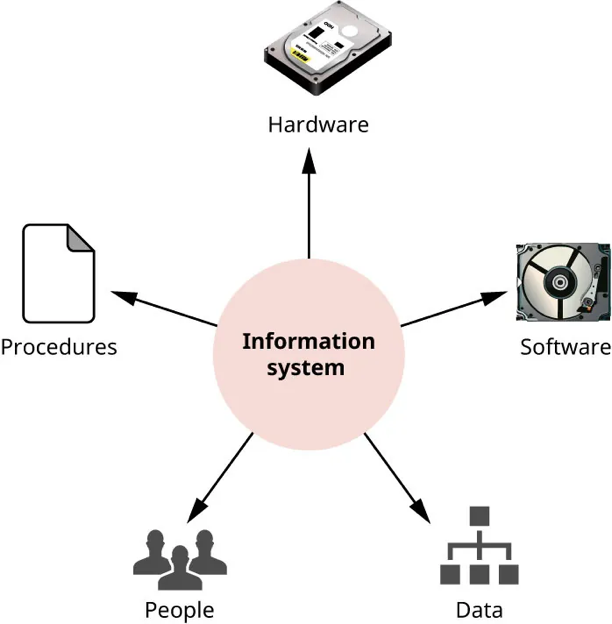 Hardware
Procedures
Information
system
Software
People
Data